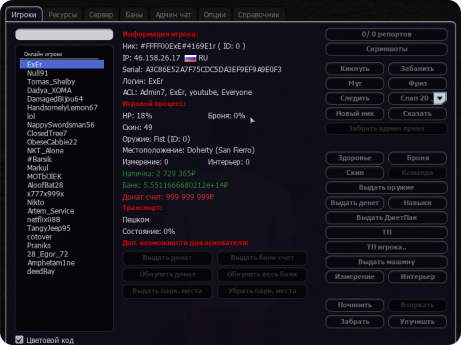 Игроки Ресурсы Сервер Баны Админ чат Опции Справочник
Онлайн игроки
ExEr
Null91
Tomas_Shelby
Dadya_XOMA
DamagedBijou64
HandsomelyLemon67
lol
NappySwordsman56
ClosedTree7
ObeseCabbie22
NKT_Alone
#Barsik
Markul
MOTbJIEK
AloofBat28
x777x999x
Nikto
Artem_Service
netflix088
TangyJeep95
cotover
Praniks
28_Egor_72
Amphetam1ne
deedBay
Цветовой код
Информация игрока:
Ник: #FFFF00ExE#4169E1r ( ID: 0 )
IP: 46.158.26.17 RU
Serial: A3C86E52A7F75CDC5DA3EF9EF9A9E0F3
Логин: ExEr
ACL: Admin7, ExEr, youtube, Everyone
Игровой процесс:
HP: 18% Броня: 0%
Скин: 49
Оружие: Fist (ID: 0)
Местоположение: Doherty (San Fierro)
Измерение: 0 Интерьер: 0
Наличка: 2 729 365₽
Банк: 5.5511666680212e+14₽
Донат счет: 999 999 999₽
Транспорт:
Пешком
Состояние: 0%
Доп. возможности для основателя:
Выдать донат Выдать банк счет
Обнулить донат Обнулить весь банк
Выдать парк. места Убрать парк. места
0/ 0 репортов
Скриншоты
Кикнуть Забанить
Мут Фриз
Следить Слап 20
Новый ник Сказать
Забрать админ права
Здоровье Броня
Скин Команда
Выдать оружие
Выдать денег Навыки
Выдать ДжетПак
ТП
ТП игрока..
Выдать машину
Измерение Интерьер
Починить Взорвать
Забрать Улучшить